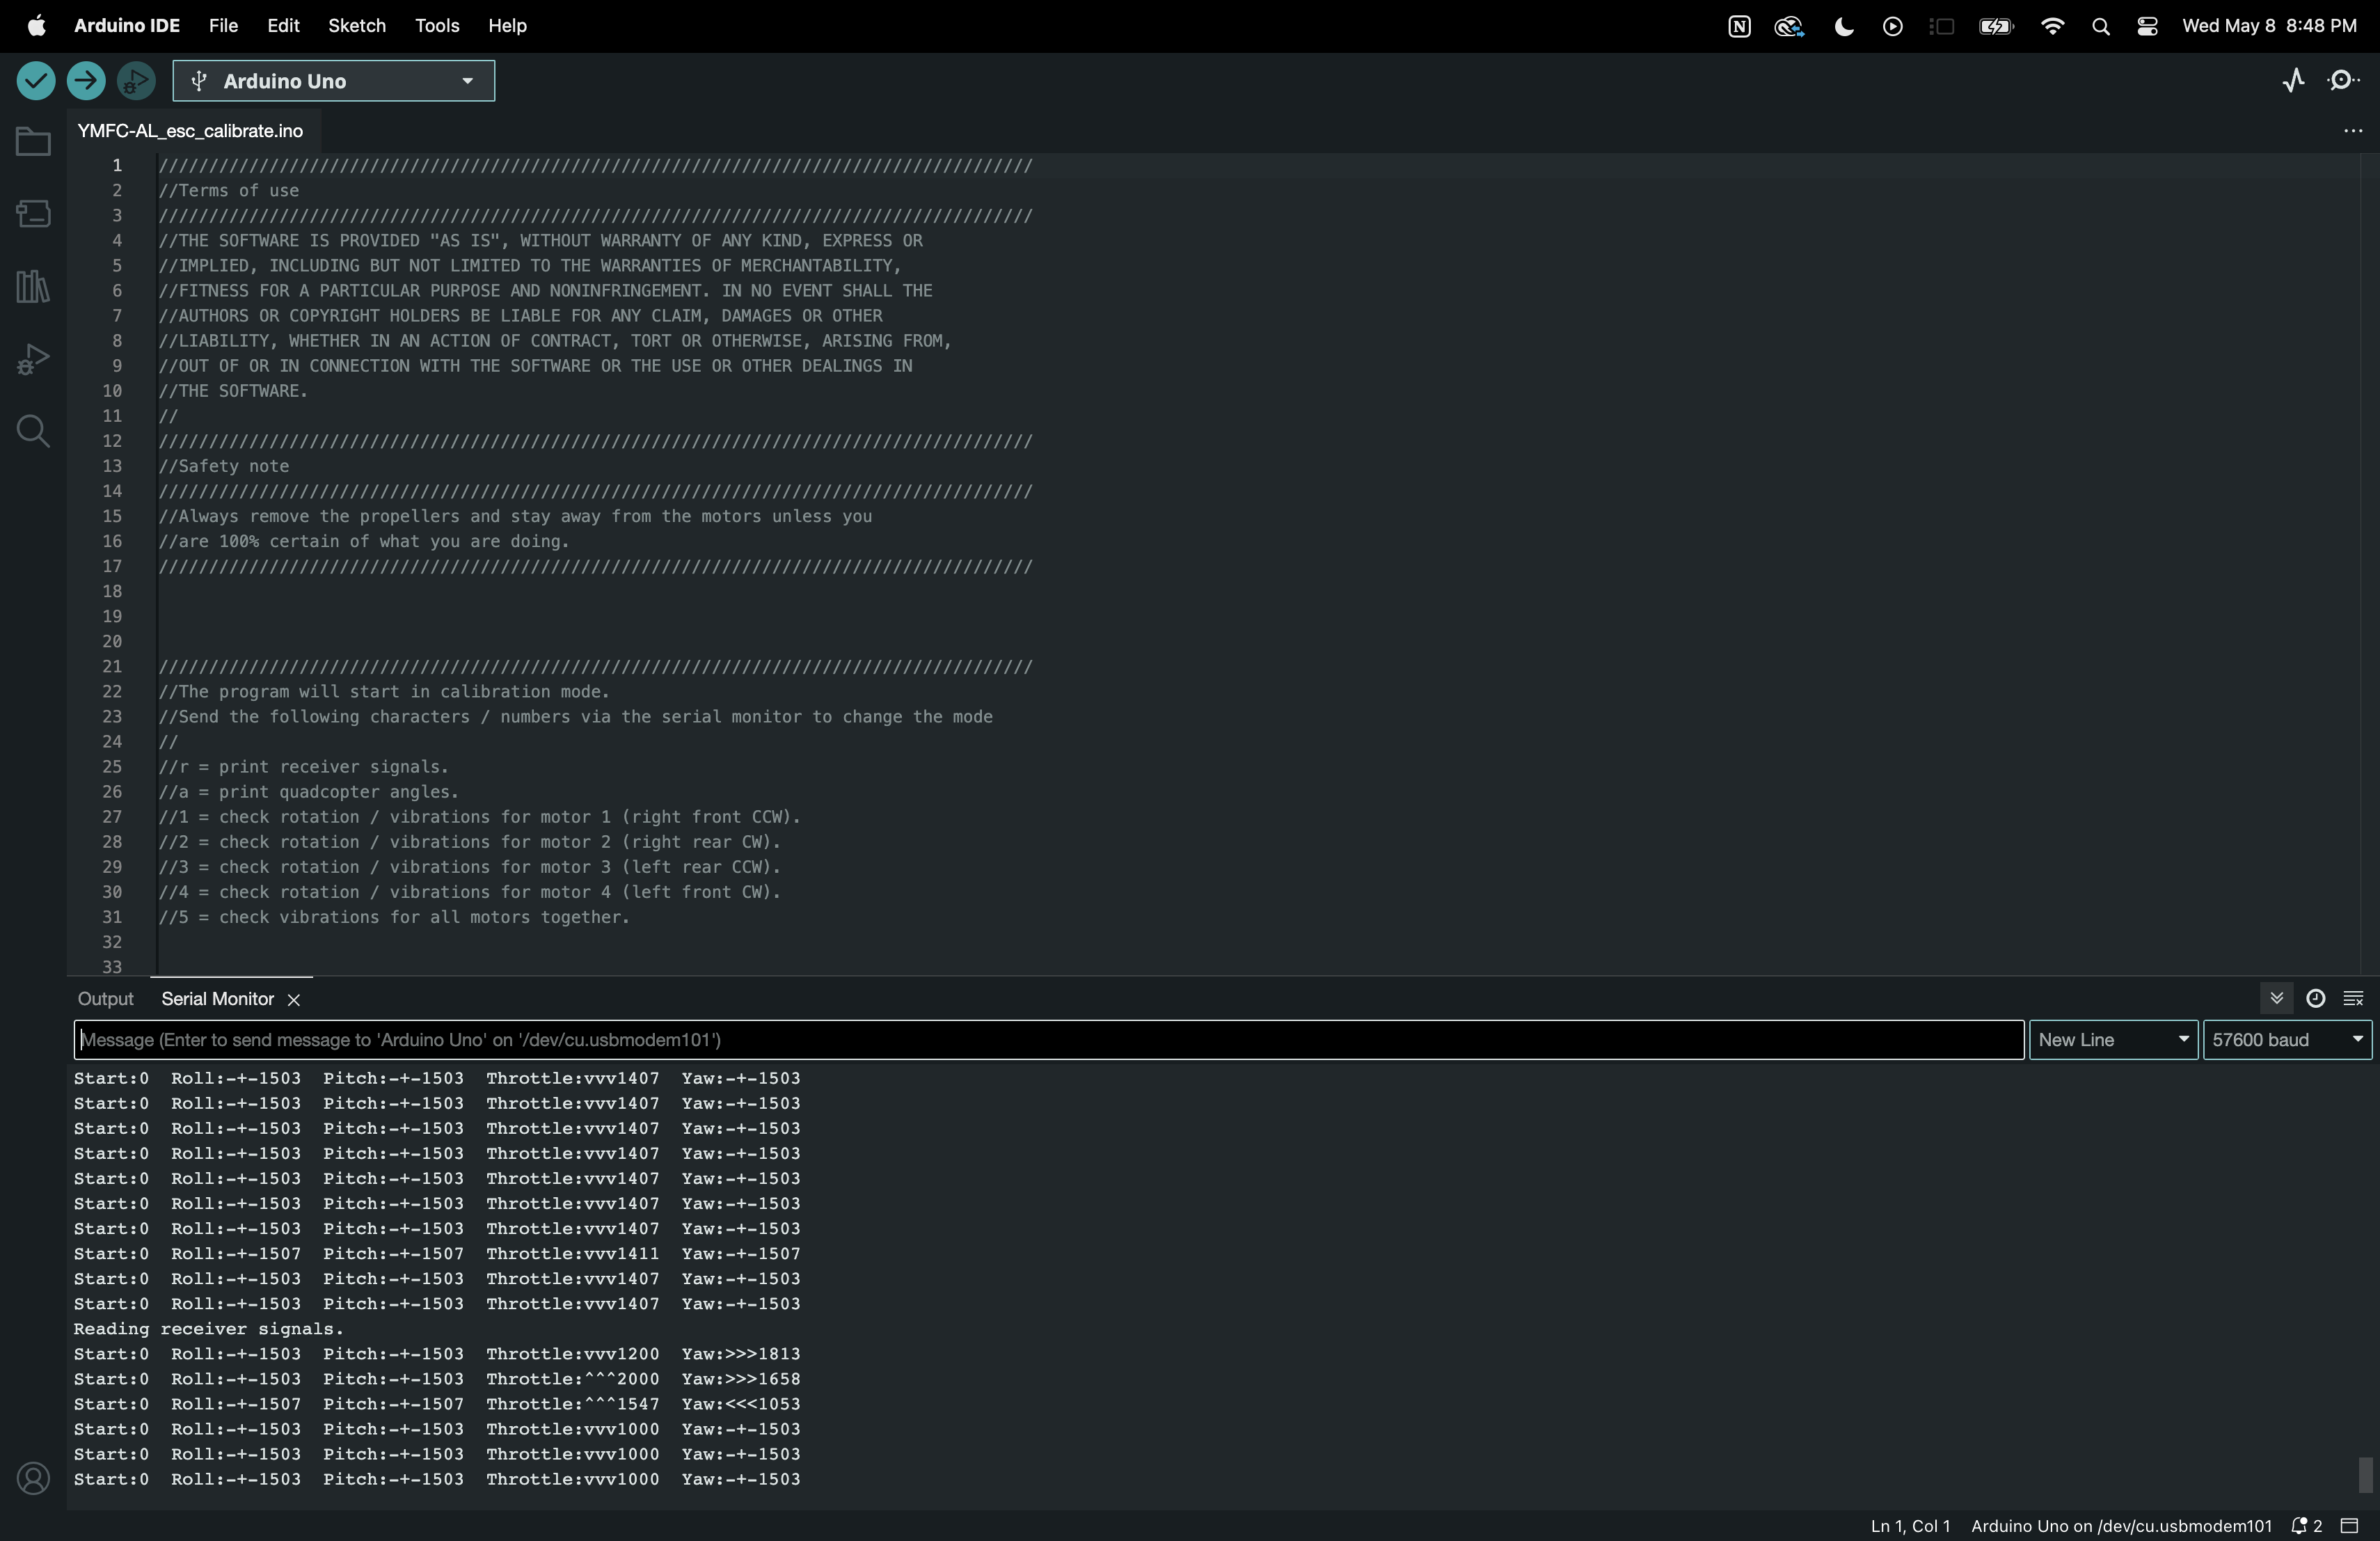 Arduino IDE File Edit Sketch Tools Help Wed May 8 8:48 PM
Arduino Uno
YMFC-AL_esc_calibrate.ino
1 ///////////////////////////////////////////////////////////////////////////////////////
2 //Terms of use
3 ///////////////////////////////////////////////////////////////////////////////////////
4 //THE SOFTWARE IS PROVIDED "AS IS", WITHOUT WARRANTY OF ANY KIND, EXPRESS OR
5 //IMPLIED, INCLUDING BUT NOT LIMITED TO THE WARRANTIES OF MERCHANTABILITY,
6 //FITNESS FOR A PARTICULAR PURPOSE AND NONINFRINGEMENT. IN NO EVENT SHALL THE
7 //AUTHORS OR COPYRIGHT HOLDERS BE LIABLE FOR ANY CLAIM, DAMAGES OR OTHER
8 //LIABILITY, WHETHER IN AN ACTION OF CONTRACT, TORT OR OTHERWISE, ARISING FROM,
9 //OUT OF OR IN CONNECTION WITH THE SOFTWARE OR THE USE OR OTHER DEALINGS IN
10 //THE SOFTWARE.
11 //
12 ///////////////////////////////////////////////////////////////////////////////////////
13 //Safety note
14 ///////////////////////////////////////////////////////////////////////////////////////
15 //Always remove the propellers and stay away from the motors unless you
16 //are 100% certain of what you are doing.
17 ///////////////////////////////////////////////////////////////////////////////////////
18
19
20
21 ///////////////////////////////////////////////////////////////////////////////////////
22 //The program will start in calibration mode.
23 //Send the following characters / numbers via the serial monitor to change the mode
24 //
25 //r = print receiver signals.
26 //a = print quadcopter angles.
27 //1 = check rotation / vibrations for motor 1 (right front CCW).
28 //2 = check rotation / vibrations for motor 2 (right rear CW).
29 //3 = check rotation / vibrations for motor 3 (left rear CCW).
30 //4 = check rotation / vibrations for motor 4 (left front CW).
31 //5 = check vibrations for all motors together.
32
33
Output Serial Monitor
Message (Enter to send message to 'Arduino Uno' on '/dev/cu.usbmodem101') New Line 57600 baud
Start:0 Roll:-+-1503 Pitch:-+-1503 Throttle:vvv1407 Yaw:-+-1503
Start:0 Roll:-+-1503 Pitch:-+-1503 Throttle:vvv1407 Yaw:-+-1503
Start:0 Roll:-+-1503 Pitch:-+-1503 Throttle:vvv1407 Yaw:-+-1503
Start:0 Roll:-+-1503 Pitch:-+-1503 Throttle:vvv1407 Yaw:-+-1503
Start:0 Roll:-+-1503 Pitch:-+-1503 Throttle:vvv1407 Yaw:-+-1503
Start:0 Roll:-+-1503 Pitch:-+-1503 Throttle:vvv1407 Yaw:-+-1503
Start:0 Roll:-+-1503 Pitch:-+-1503 Throttle:vvv1407 Yaw:-+-1503
Start:0 Roll:-+-1507 Pitch:-+-1507 Throttle:vvv1411 Yaw:-+-1507
Start:0 Roll:-+-1503 Pitch:-+-1503 Throttle:vvv1407 Yaw:-+-1503
Start:0 Roll:-+-1503 Pitch:-+-1503 Throttle:vvv1407 Yaw:-+-1503
Reading receiver signals.
Start:0 Roll:-+-1503 Pitch:-+-1503 Throttle:vvv1200 Yaw:>>>1813
Start:0 Roll:-+-1503 Pitch:-+-1503 Throttle:^^^2000 Yaw:>>>1658
Start:0 Roll:-+-1507 Pitch:-+-1507 Throttle:^^^1547 Yaw:<<<1053
Start:0 Roll:-+-1503 Pitch:-+-1503 Throttle:vvv1000 Yaw:-+-1503
Start:0 Roll:-+-1503 Pitch:-+-1503 Throttle:vvv1000 Yaw:-+-1503
Start:0 Roll:-+-1503 Pitch:-+-1503 Throttle:vvv1000 Yaw:-+-1503
Ln 1, Col 1 Arduino Uno on /dev/cu.usbmodem101 2